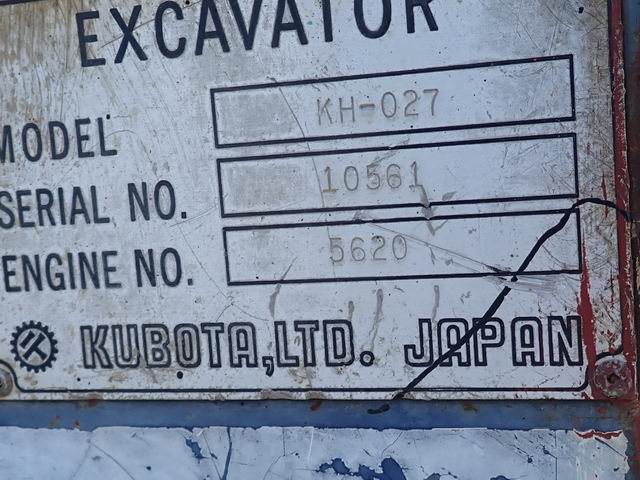 EXCAVATOR
MODEL KH-027
SERIAL NO. 10561
ENGINE NO. 5620
KUBOTA, LTD. JAPAN